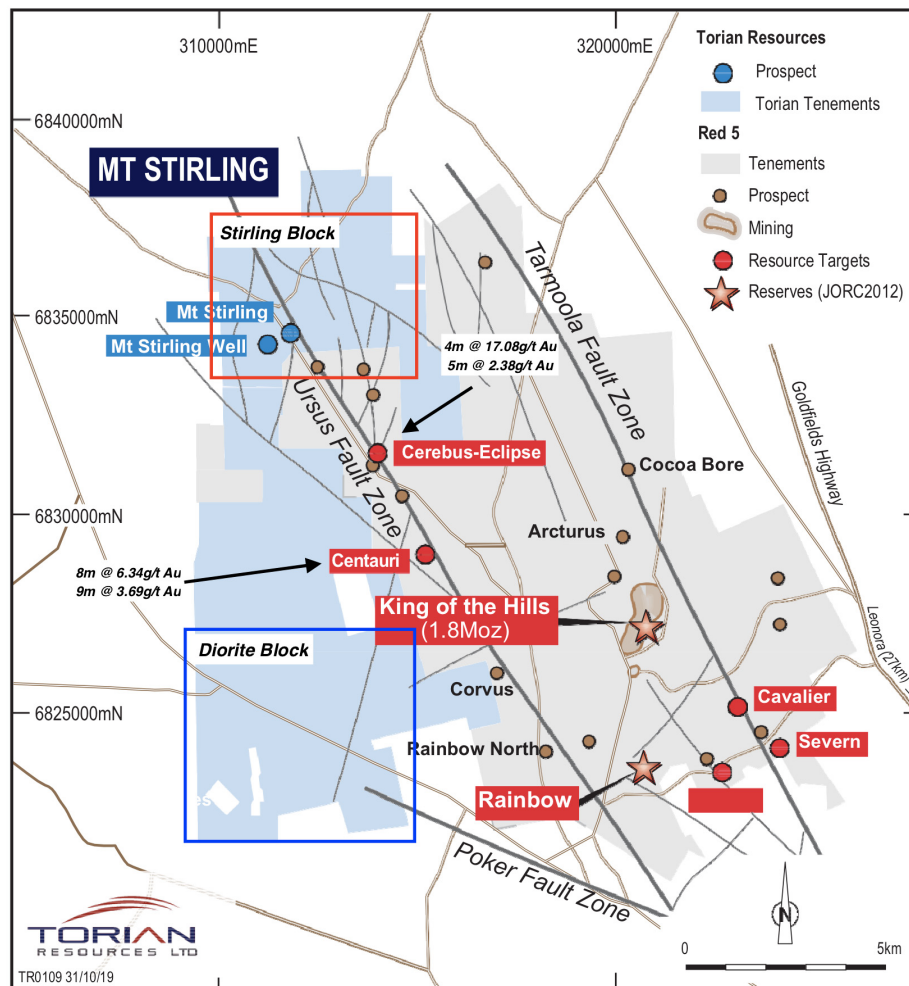 310000mE
320000mE
6840000mN
6835000mN
6830000mN
6825000mN
Torian Resources
Prospect
Torian Tenements
Red 5
Tenements
Prospect
Mining
Resource Targets
Reserves (JORC2012)
MT STIRLING
Stirling Block
Mt Stirling
Mt Stirling Well
Tarmoola Fault Zone
4m @ 17.08g/t Au
5m @ 2.38g/t Au
Ursus Fault Zone
Goldfields Highway
Cerebus-Eclipse
Cocoa Bore
Arcturus
Centauri
8m @ 6.34g/t Au
9m @ 3.69g/t Au
King of the Hills
(1.8Moz)
Leonora (27km)
Diorite Block
Corvus
Cavalier
Severn
Rainbow North
Rainbow
Poker Fault Zone
N
0
5km
TORIAN
RESOURCES LTD
TR0109 31/10/19